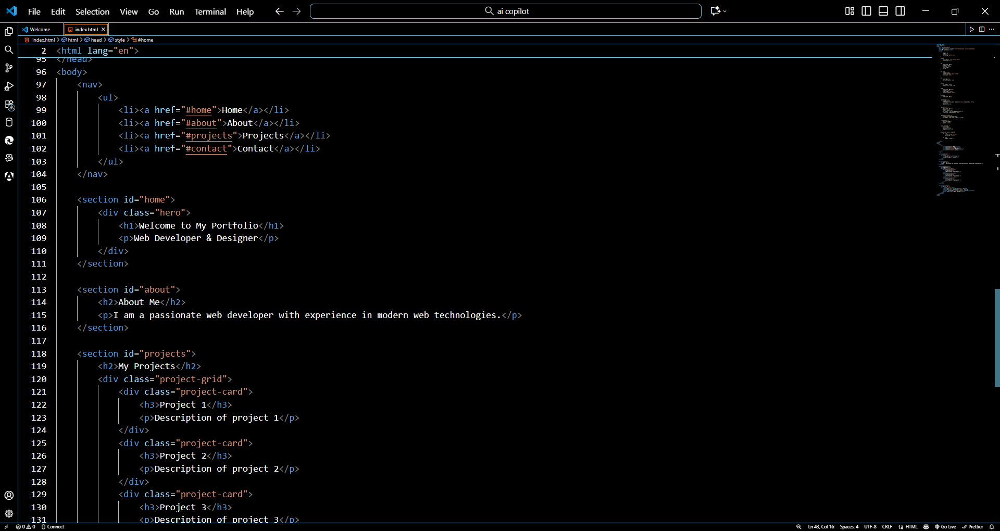 File Edit Selection View Go Run Terminal Help
ai copilot
Welcome
index.html
index.html > html > head > style > #home
2 <html lang="en">
95 </head>
96 <body>
97 <nav>
98 <ul>
99 <li><a href="#home">Home</a></li>
100 <li><a href="#about">About</a></li>
101 <li><a href="#projects">Projects</a></li>
102 <li><a href="#contact">Contact</a></li>
103 </ul>
104 </nav>
105
106 <section id="home">
107 <div class="hero">
108 <h1>Welcome to My Portfolio</h1>
109 <p>Web Developer & Designer</p>
110 </div>
111 </section>
112
113 <section id="about">
114 <h2>About Me</h2>
115 <p>I am a passionate web developer with experience in modern web technologies.</p>
116 </section>
117
118 <section id="projects">
119 <h2>My Projects</h2>
120 <div class="project-grid">
121 <div class="project-card">
122 <h3>Project 1</h3>
123 <p>Description of project 1</p>
124 </div>
125 <div class="project-card">
126 <h3>Project 2</h3>
127 <p>Description of project 2</p>
128 </div>
129 <div class="project-card">
130 <h3>Project 3</h3>
131 <p>Description of project 3</p>
0 0 Connect Ln 43, Col 16 Spaces: 4 UTF-8 CRLF {} HTML Go Live Prettier